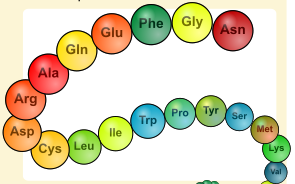 Asn
Gly
Phe
Glu
Gln
Ala
Arg
Asp
Cys
Leu
Ile
Trp
Pro
Tyr
Ser
Met
Lys
Val